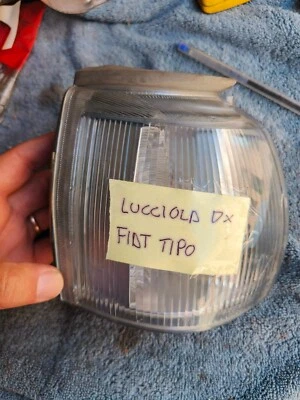 LUCCIOLA DX
FIAT TIPO